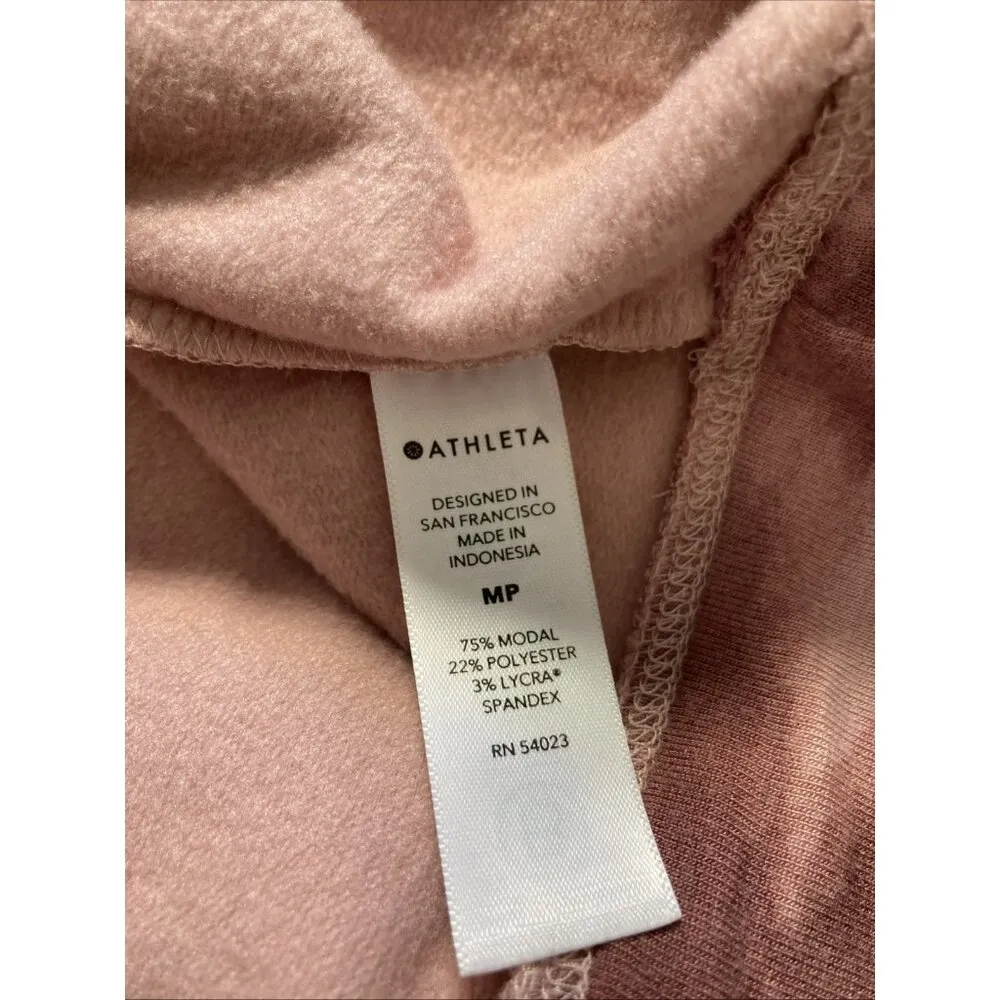 ATHLETA
DESIGNED IN
SAN FRANCISCO
MADE IN
INDONESIA
MP
75% MODAL
22% POLYESTER
3% LYCRA®
SPANDEX
RN 54023